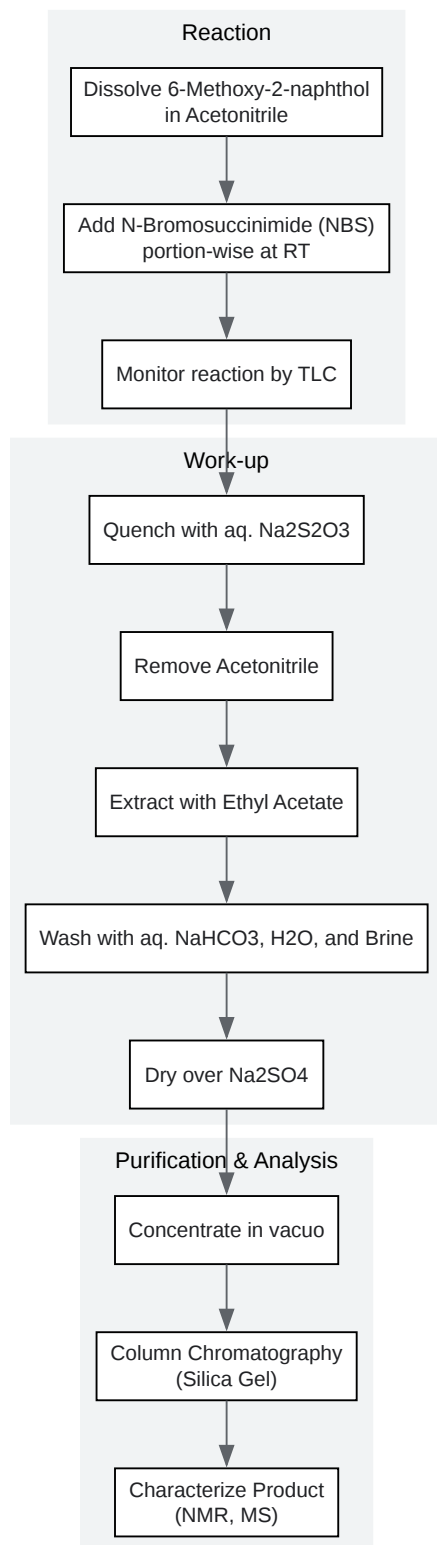 Reaction
Dissolve 6-Methoxy-2-naphthol
in Acetonitrile
Add N-Bromosuccinimide (NBS)
portion-wise at RT
Monitor reaction by TLC
Work-up
Quench with aq. Na2S2O3
Remove Acetonitrile
Extract with Ethyl Acetate
Wash with aq. NaHCO3, H2O, and Brine
Dry over Na2SO4
Purification & Analysis
Concentrate in vacuo
Column Chromatography
(Silica Gel)
Characterize Product
(NMR, MS)